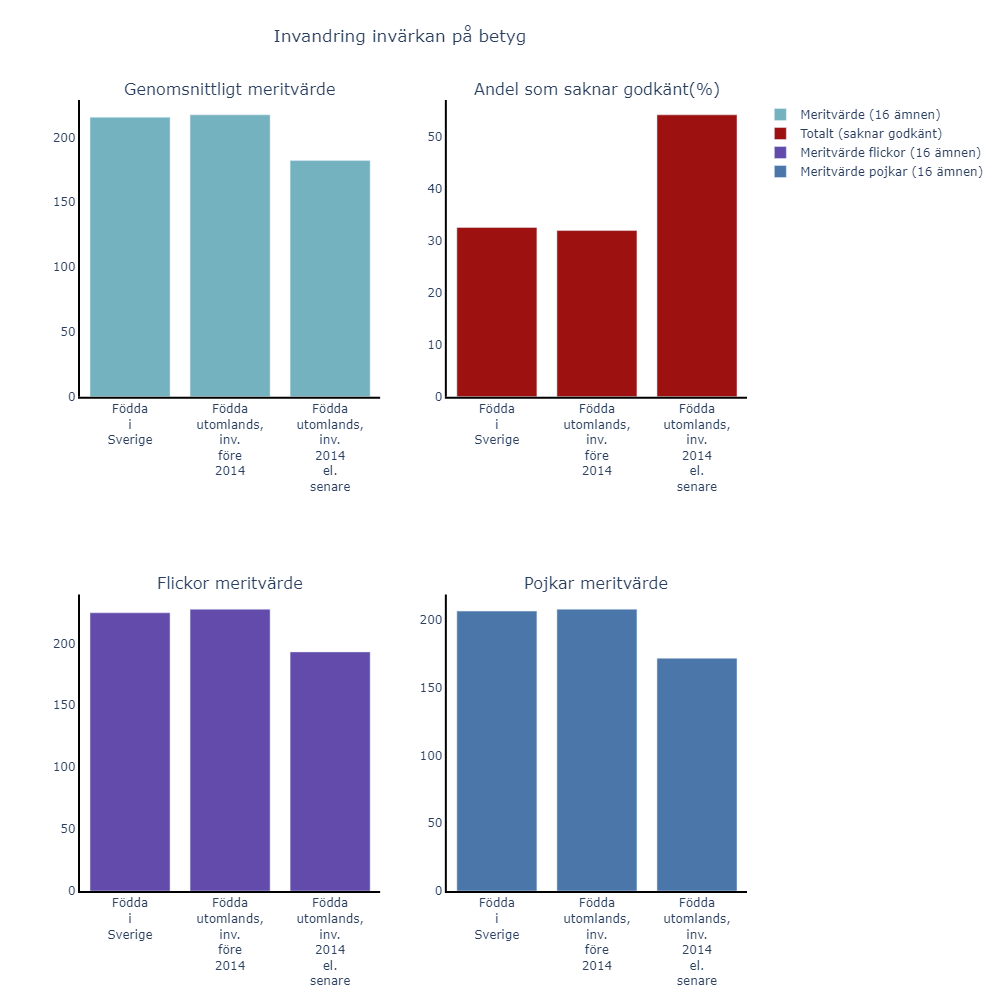 Invandring invärkan på betyg
Genomsnittligt meritvärde
200
150
100
50
0
Födda
i
Sverige
Födda
utomlands,
inv.
före
2014
Födda
utomlands,
inv.
2014
el.
senare
Andel som saknar godkänt(%)
50
40
30
20
10
0
Födda
i
Sverige
Födda
utomlands,
inv.
före
2014
Födda
utomlands,
inv.
2014
el.
senare
Meritvärde (16 ämnen)
Totalt (saknar godkänt)
Meritvärde flickor (16 ämnen)
Meritvärde pojkar (16 ämnen)
Flickor meritvärde
200
150
100
50
0
Födda
i
Sverige
Födda
utomlands,
inv.
före
2014
Födda
utomlands,
inv.
2014
el.
senare
Pojkar meritvärde
200
150
100
50
0
Födda
i
Sverige
Födda
utomlands,
inv.
före
2014
Födda
utomlands,
inv.
2014
el.
senare